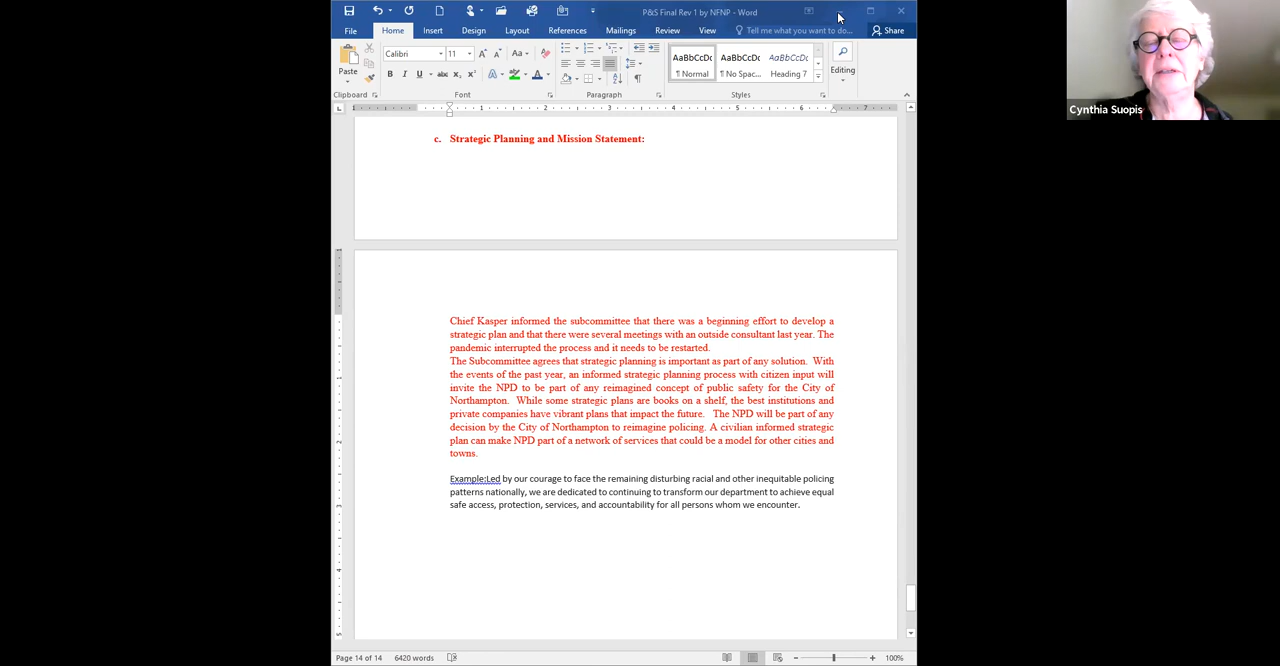 P&S Final Rev 1 by NFNP - Word
File Home Insert Design Layout References Mailings Review View Tell me what you want to do... Share
Paste
Calibri 11
AaBbCcDc AaBbCcDc AaBbCcDc
¶ Normal ¶ No Spac... Heading 7
Editing
Clipboard Font Paragraph Styles
c. Strategic Planning and Mission Statement:
Chief Kasper informed the subcommittee that there was a beginning effort to develop a
strategic plan and that there were several meetings with an outside consultant last year. The
pandemic interrupted the process and it needs to be restarted.
The Subcommittee agrees that strategic planning is important as part of any solution. With
the events of the past year, an informed strategic planning process with citizen input will
invite the NPD to be part of any reimagined concept of public safety for the City of
Northampton. While some strategic plans are books on a shelf, the best institutions and
private companies have vibrant plans that impact the future. The NPD will be part of any
decision by the City of Northampton to reimagine policing. A civilian informed strategic
plan can make NPD part of a network of services that could be a model for other cities and
towns.
Example:Led by our courage to face the remaining disturbing racial and other inequitable policing
patterns nationally, we are dedicated to continuing to transform our department to achieve equal
safe access, protection, services, and accountability for all persons whom we encounter.
Page 14 of 14 6420 words 100%
Cynthia Suopis